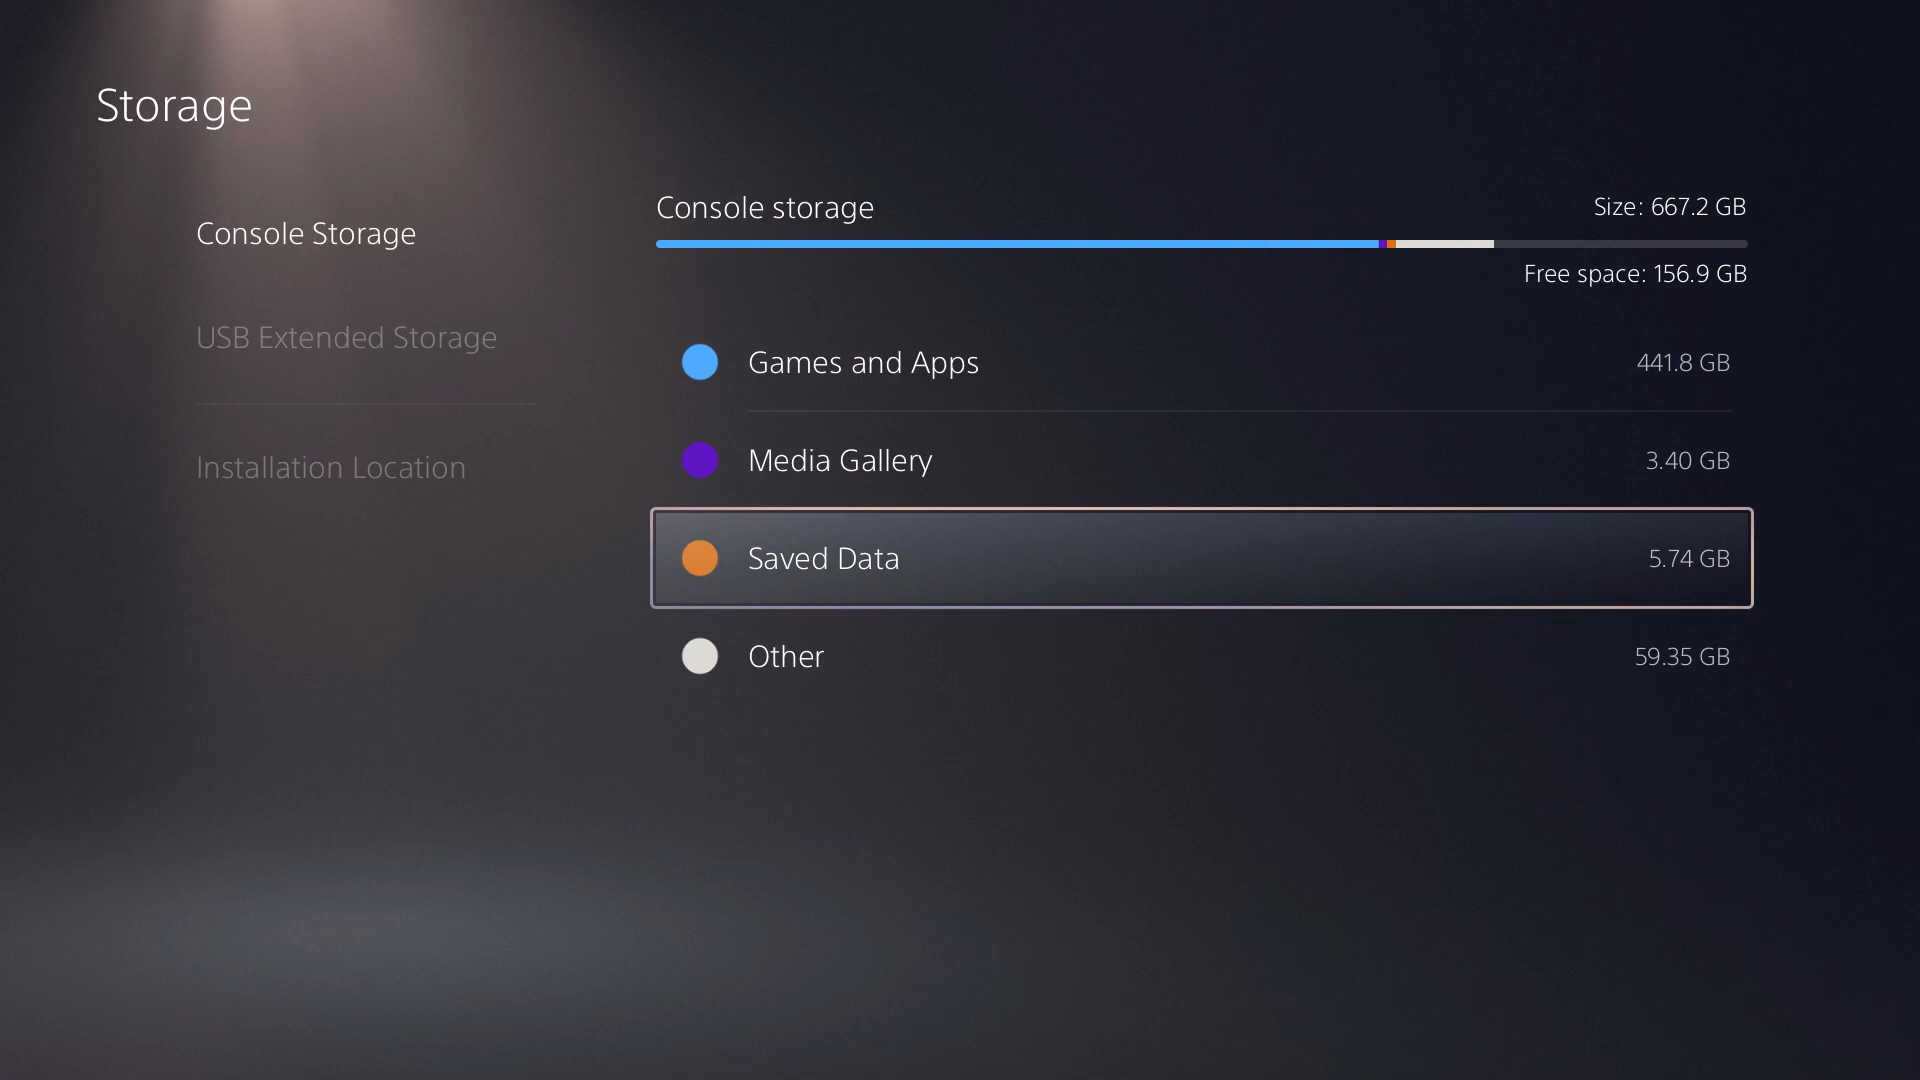 Storage
Console Storage
USB Extended Storage
Installation Location
Console storage
Size: 667.2 GB
Free space: 156.9 GB
Games and Apps
441.8 GB
Media Gallery
3.40 GB
Saved Data
5.74 GB
Other
59.35 GB